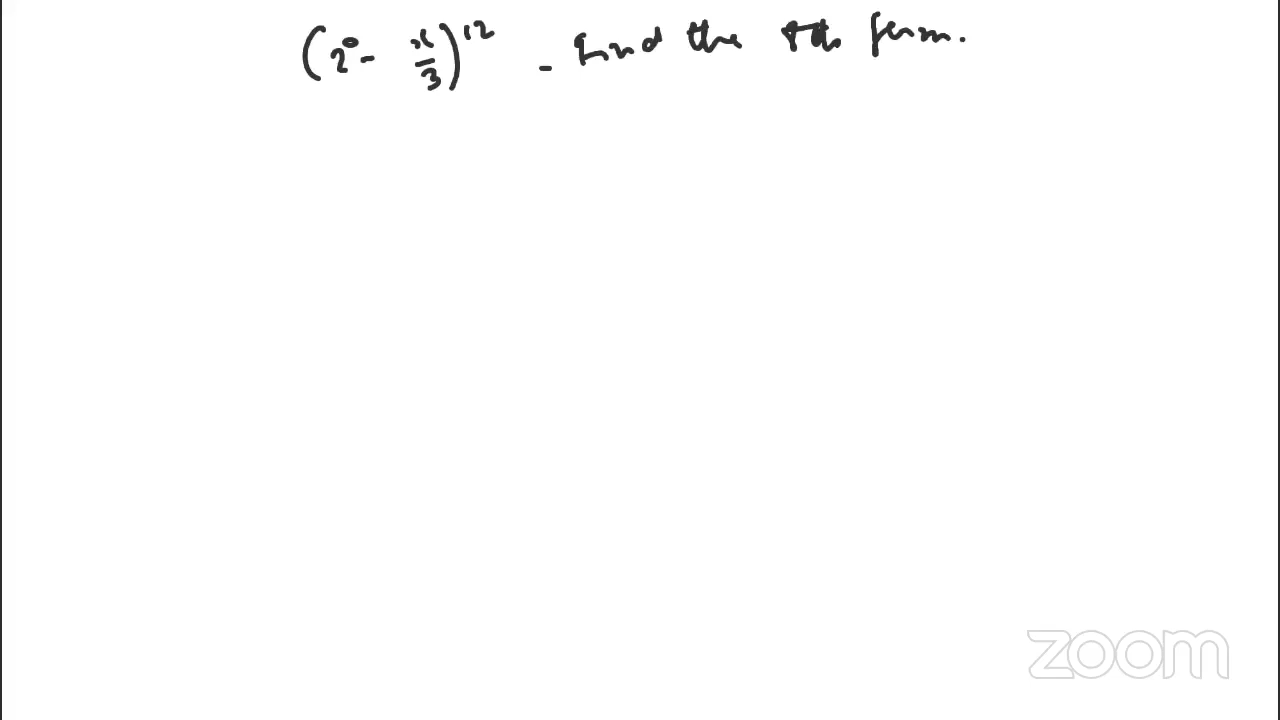 (2° - x/3)^12 - find the 8th term.
zoom